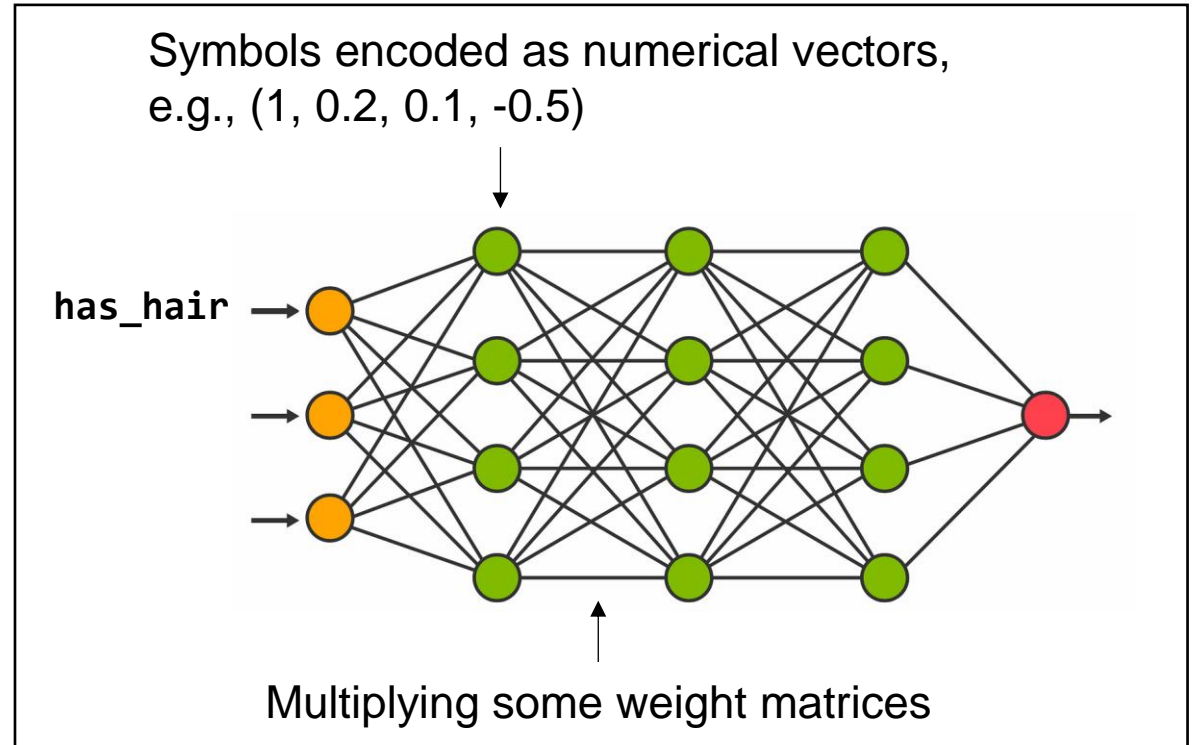 Symbols encoded as numerical vectors,
e.g., (1, 0.2, 0.1, -0.5)
has_hair
Multiplying some weight matrices